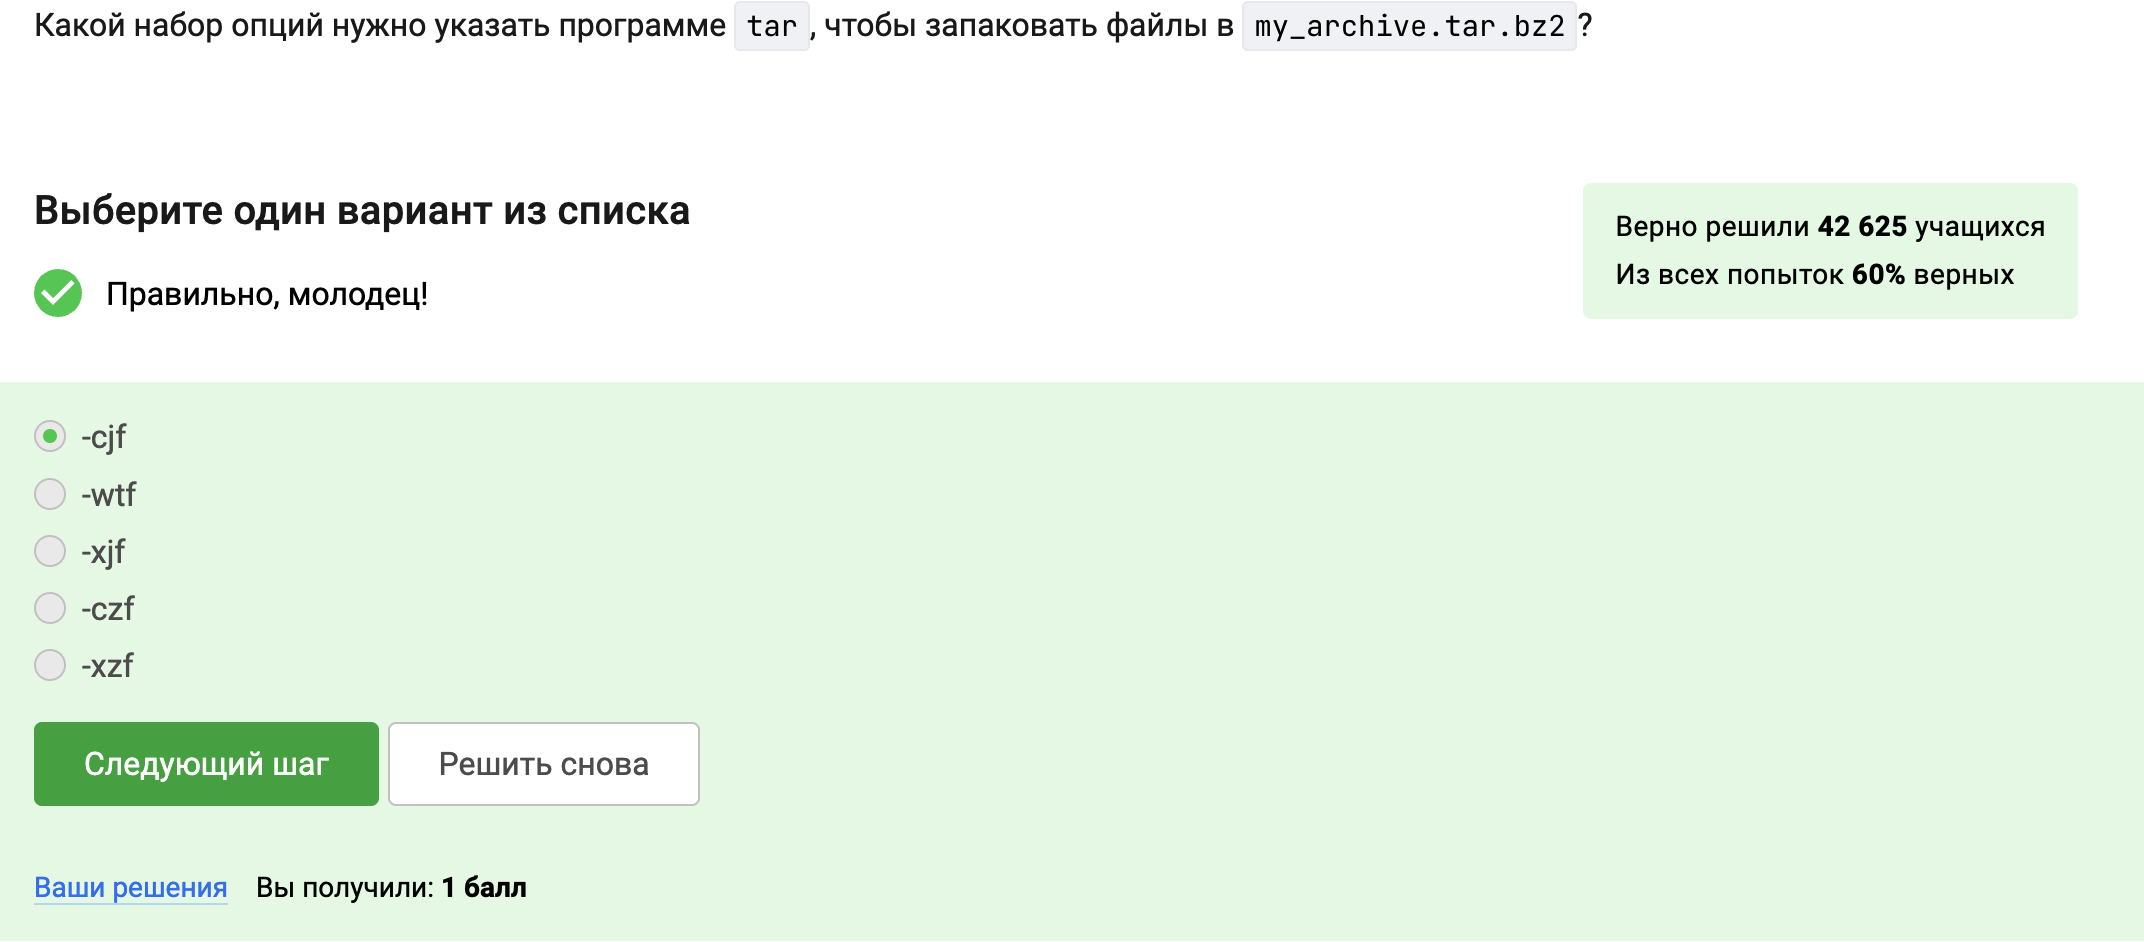 Какой набор опций нужно указать программе tar, чтобы запаковать файлы в my_archive.tar.bz2?
Выберите один вариант из списка
Правильно, молодец!
Верно решили 42 625 учащихся
Из всех попыток 60% верных
-cjf
-wtf
-xjf
-czf
-xzf
Следующий шаг
Решить снова
Ваши решения
Вы получили: 1 балл